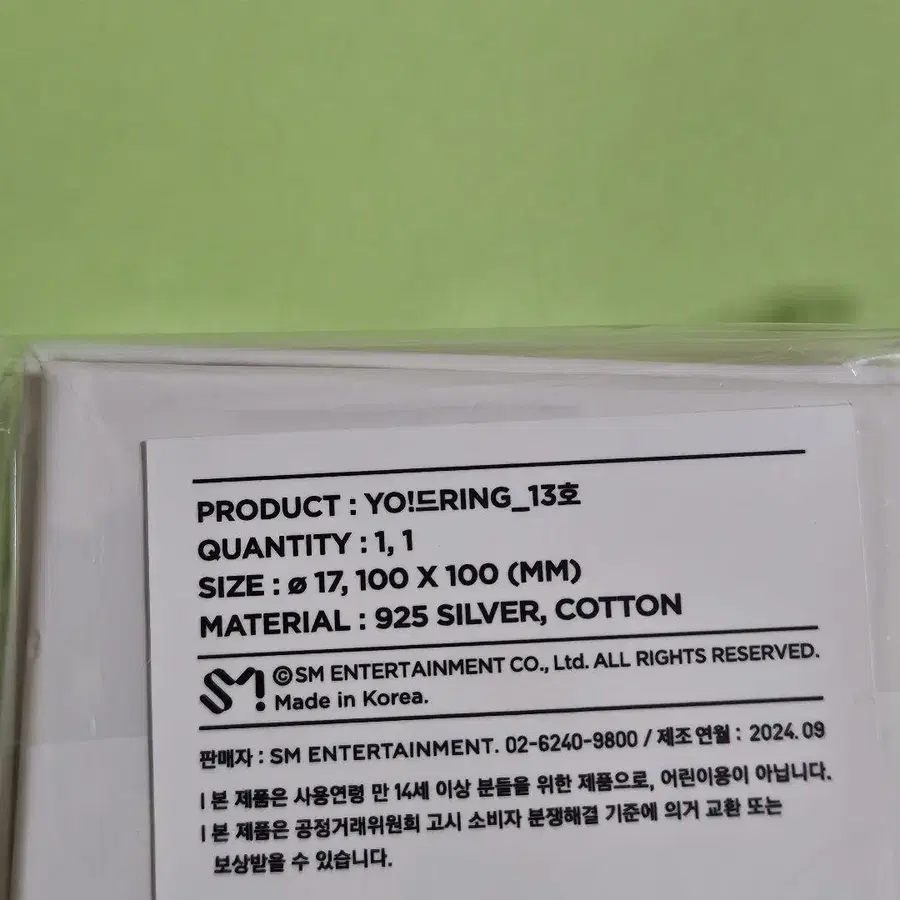 PRODUCT : YO!드RING_13호
QUANTITY : 1, 1
SIZE : ø 17, 100 X 100 (MM)
MATERIAL : 925 SILVER, COTTON
SM! ©SM ENTERTAINMENT CO., Ltd. ALL RIGHTS RESERVED.
Made in Korea.
판매자 : SM ENTERTAINMENT. 02-6240-9800 / 제조연월 : 2024. 09
l 본 제품은 사용연령 만 14세 이상 분들을 위한 제품으로, 어린이용이 아닙니다.
l 본 제품은 공정거래위원회 고시 소비자 분쟁해결 기준에 의거 교환 또는
보상받을 수 있습니다.